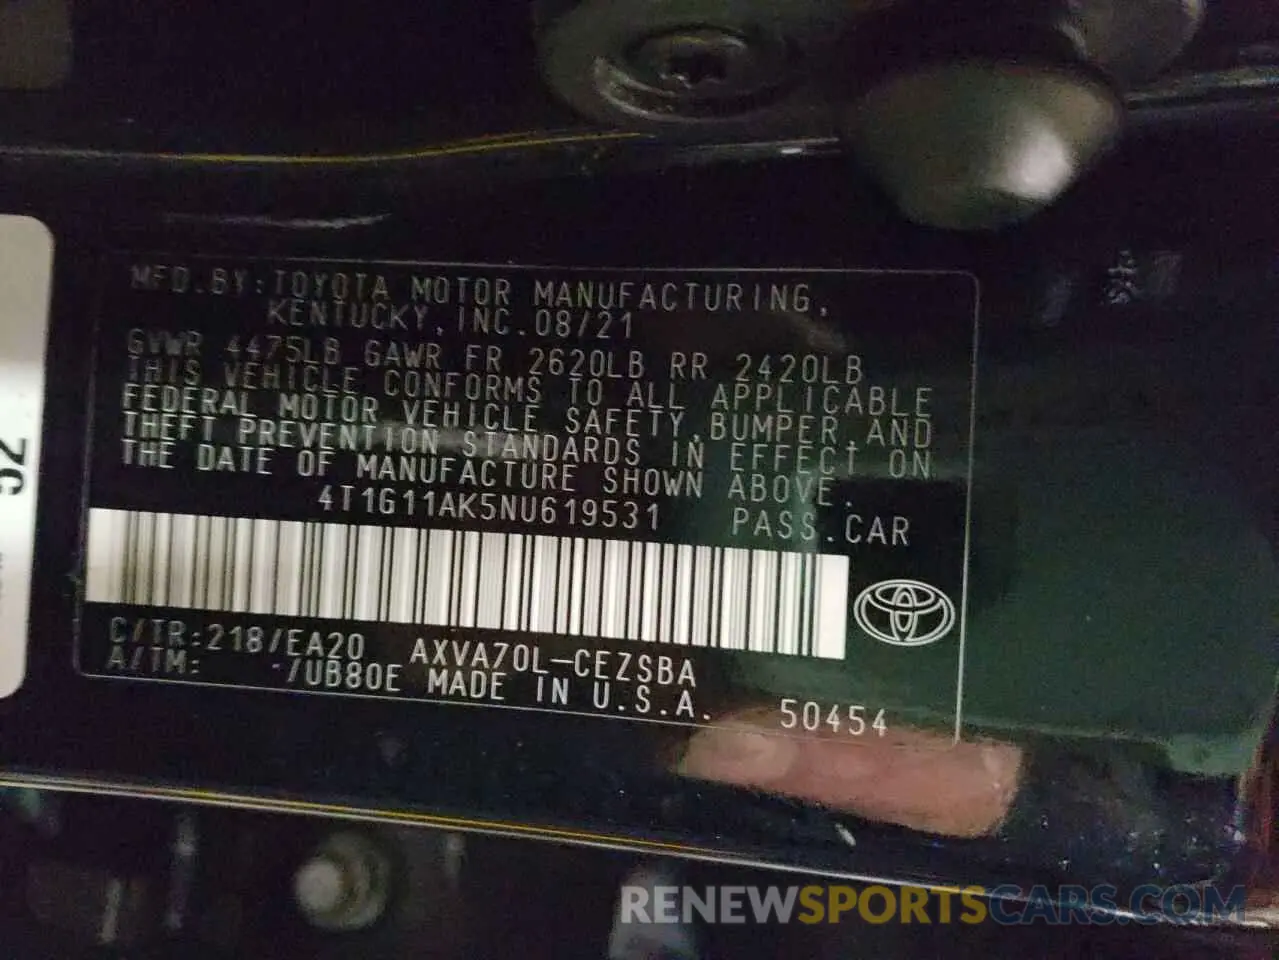 MFD.BY:TOYOTA MOTOR MANUFACTURING,
KENTUCKY,INC.08/21
GVWR 4475LB GAWR FR 2620LB RR 2420LB
THIS VEHICLE CONFORMS TO ALL APPLICABLE
FEDERAL MOTOR VEHICLE SAFETY,BUMPER,AND
THEFT PREVENTION STANDARDS IN EFFECT ON
THE DATE OF MANUFACTURE SHOWN ABOVE.
4T1G11AK5NU619531 PASS.CAR
C/TR:218/EA20 AXVA70L-CEZSBA
A/TM: /UB80E MADE IN U.S.A. 50454
52
RENEWSPORTSCARS.COM